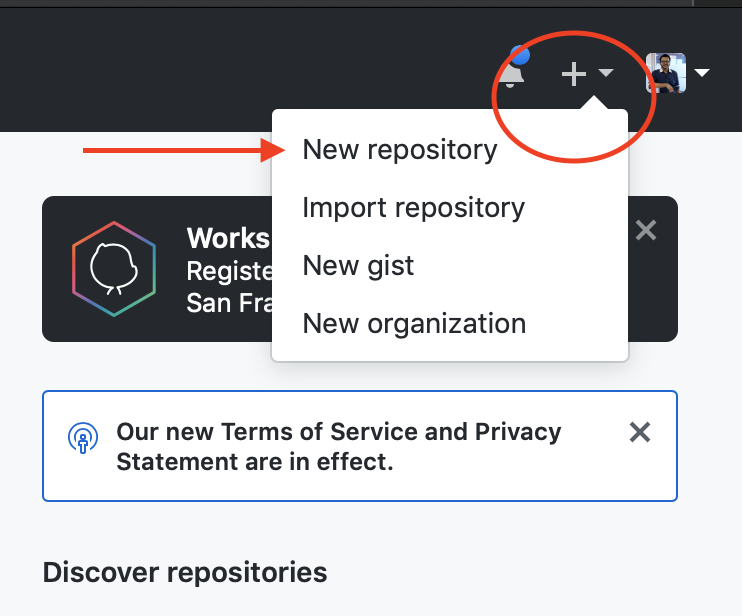 New repository
Import repository
New gist
New organization
Works
Registe
San Fra
Our new Terms of Service and Privacy
Statement are in effect.
Discover repositories